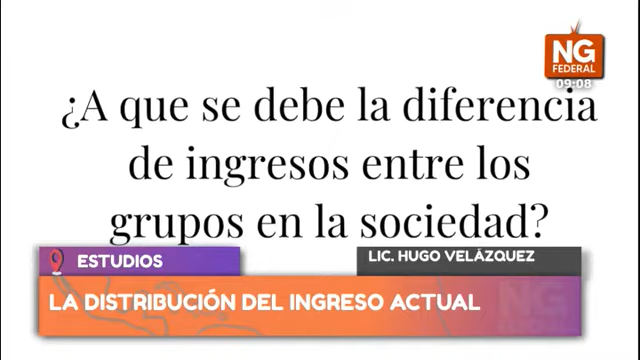 NG
FEDERAL
09:08
¿A que se debe la diferencia
de ingresos entre los
grupos en la sociedad?
ESTUDIOS
LIC. HUGO VELÁZQUEZ
LA DISTRIBUCIÓN DEL INGRESO ACTUAL
NG